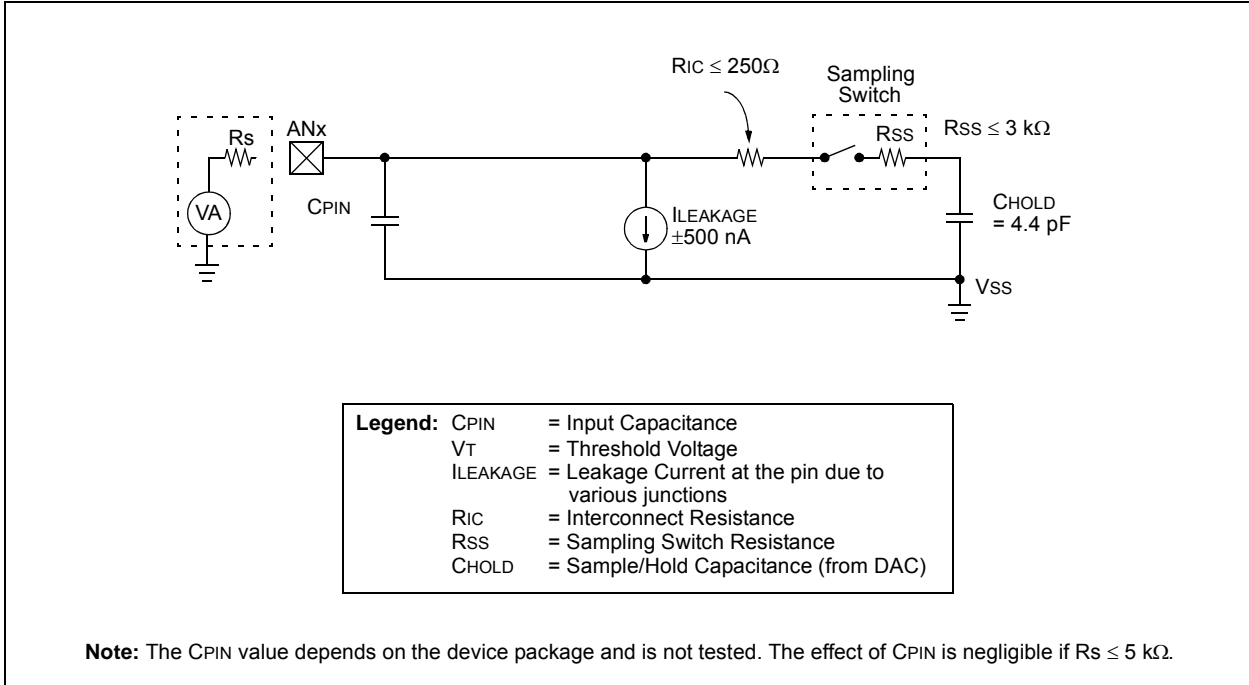 RIC ≤ 250Ω
Sampling
Switch
Rs
ANx
RSS
RSS ≤ 3 kΩ
VA
CPIN
ILEAKAGE
±500 nA
CHOLD
= 4.4 pF
VSS
Legend: CPIN = Input Capacitance
VT = Threshold Voltage
ILEAKAGE = Leakage Current at the pin due to
various junctions
RIC = Interconnect Resistance
RSS = Sampling Switch Resistance
CHOLD = Sample/Hold Capacitance (from DAC)
Note: The CPIN value depends on the device package and is not tested. The effect of CPIN is negligible if Rs ≤ 5 kΩ.